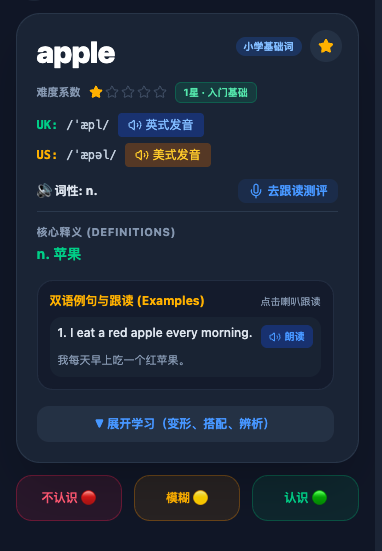 apple
小学基础词
难度系数
1星 · 入门基础
UK: /ˈæpl/ 英式发音
US: /ˈæpəl/ 美式发音
词性: n.
去跟读测评
核心释义 (DEFINITIONS)
n. 苹果
双语例句与跟读 (Examples)
点击喇叭跟读
1. I eat a red apple every morning.
朗读
我每天早上吃一个红苹果。
▼ 展开学习（变形、搭配、辨析）
不认识
模糊
认识